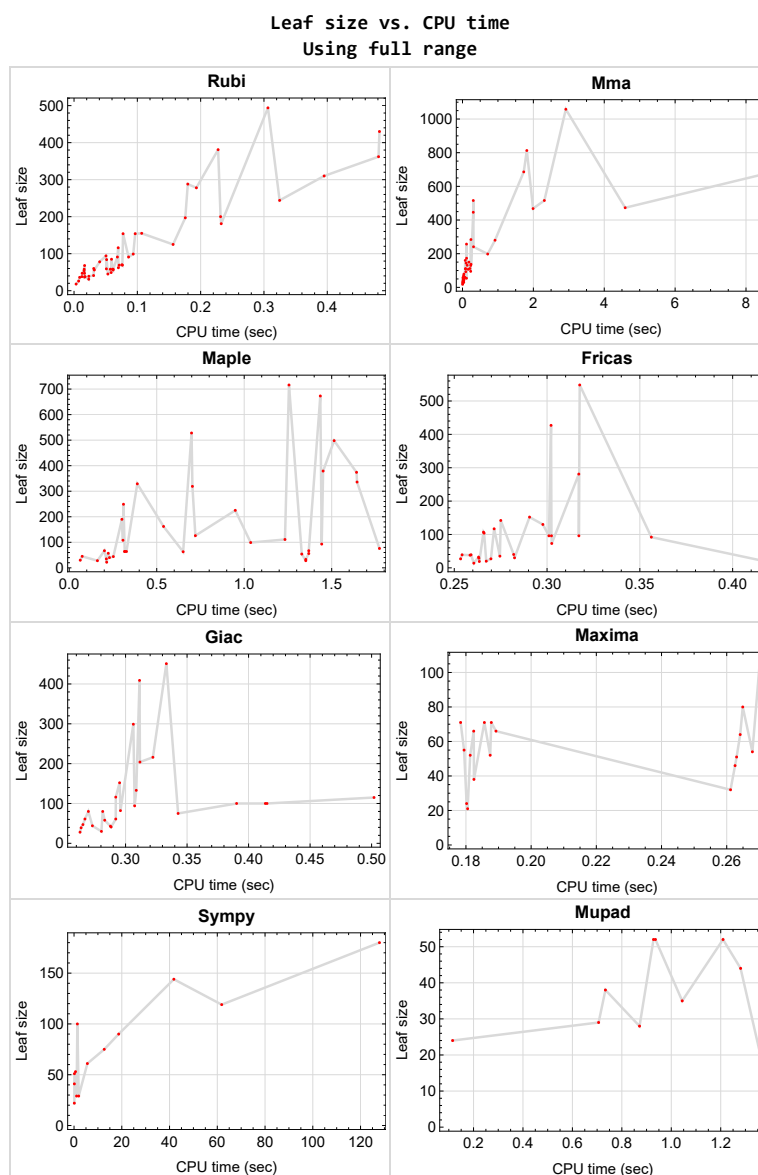 Leaf size vs. CPU time
Using full range
Rubi
Leaf size
500
400
300
200
100
0
0.0 0.1 0.2 0.3 0.4
CPU time (sec)
Mma
Leaf size
1000
800
600
400
200
0
0 2 4 6 8
CPU time (sec)
Maple
Leaf size
700
600
500
400
300
200
100
0
0.0 0.5 1.0 1.5
CPU time (sec)
Fricas
Leaf size
500
400
300
200
100
0
0.25 0.30 0.35 0.40
CPU time (sec)
Giac
Leaf size
400
300
200
100
0
0.30 0.35 0.40 0.45 0.50
CPU time (sec)
Maxima
Leaf size
100
80
60
40
20
0
0.18 0.20 0.22 0.24 0.26
CPU time (sec)
Sympy
Leaf size
150
100
50
0
0 20 40 60 80 100 120
CPU time (sec)
Mupad
Leaf size
50
40
30
20
10
0
0.2 0.4 0.6 0.8 1.0 1.2
CPU time (sec)